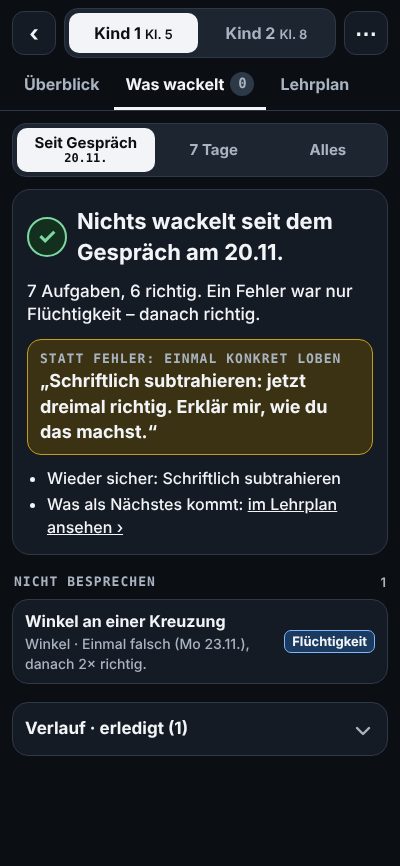 ‹
Kind 1 Kl. 5
Kind 2 Kl. 8
⋯
Überblick
Was wackelt 0
Lehrplan
Seit Gespräch
20.11.
7 Tage
Alles
Nichts wackelt seit dem
Gespräch am 20.11.
7 Aufgaben, 6 richtig. Ein Fehler war nur
Flüchtigkeit – danach richtig.
STATT FEHLER: EINMAL KONKRET LOBEN
„Schriftlich subtrahieren: jetzt
dreimal richtig. Erklär mir, wie du
das machst.“
• Wieder sicher: Schriftlich subtrahieren
• Was als Nächstes kommt: im Lehrplan
ansehen ›
NICHT BESPRECHEN 1
Winkel an einer Kreuzung
Winkel · Einmal falsch (Mo 23.11.),
danach 2× richtig.
Flüchtigkeit
Verlauf · erledigt (1)